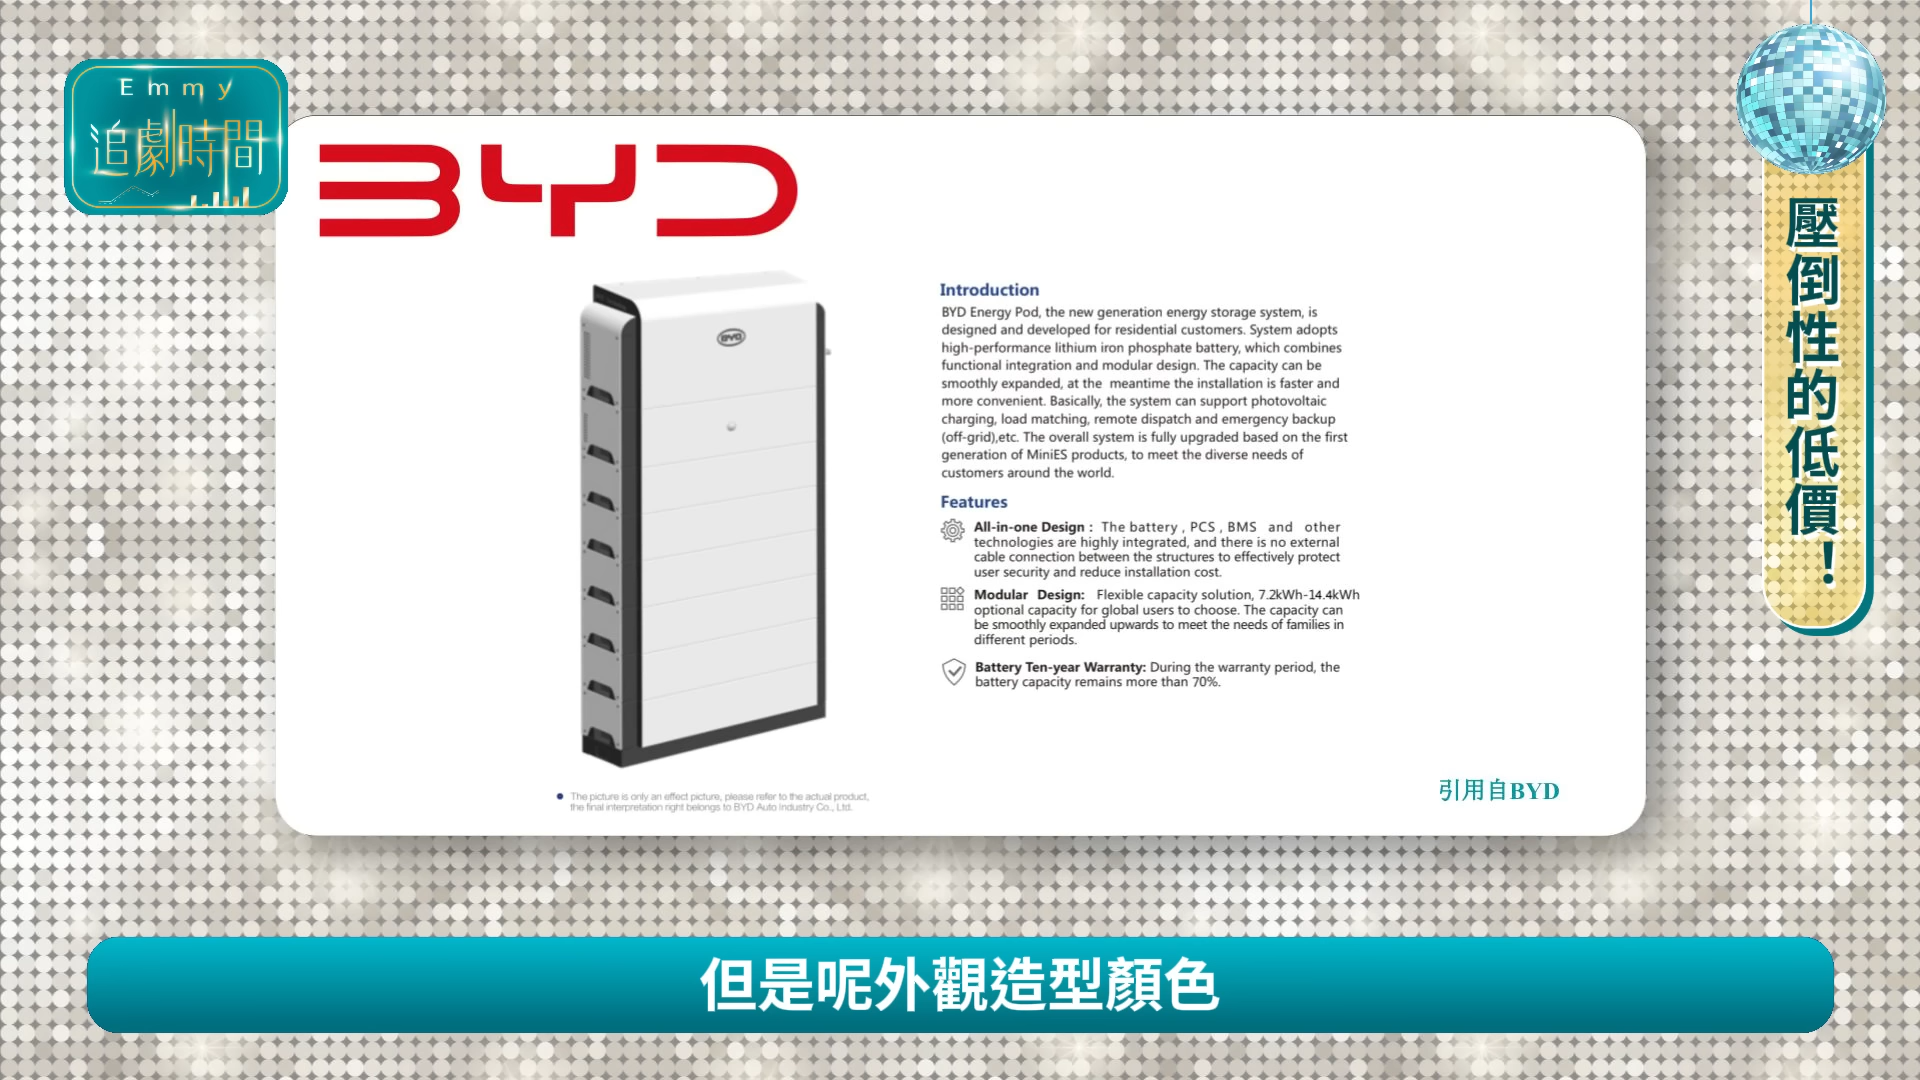 Emmy
追劇時間
BYD
BYD
Introduction
BYD Energy Pod, the new generation energy storage system, is
designed and developed for residential customers. System adopts
high-performance lithium iron phosphate battery, which combines
functional integration and modular design. The capacity can be
smoothly expanded, at the meantime the installation is faster and
more convenient. Basically, the system can support photovoltaic
charging, load matching, remote dispatch and emergency backup
(off-grid),etc. The overall system is fully upgraded based on the first
generation of MiniES products, to meet the diverse needs of
customers around the world.
Features
All-in-one Design : The battery , PCS , BMS and other
technologies are highly integrated, and there is no external
cable connection between the structures to effectively protect
user security and reduce installation cost.
Modular Design: Flexible capacity solution, 7.2kWh-14.4kWh
optional capacity for global users to choose. The capacity can
be smoothly expanded upwards to meet the needs of families in
different periods.
Battery Ten-year Warranty: During the warranty period, the
battery capacity remains more than 70%.
The picture is only an effect picture, please refer to the actual product,
the final interpretation right belongs to BYD Auto Industry Co., Ltd.
引用自BYD
壓倒性的低價！
但是呢外觀造型顏色